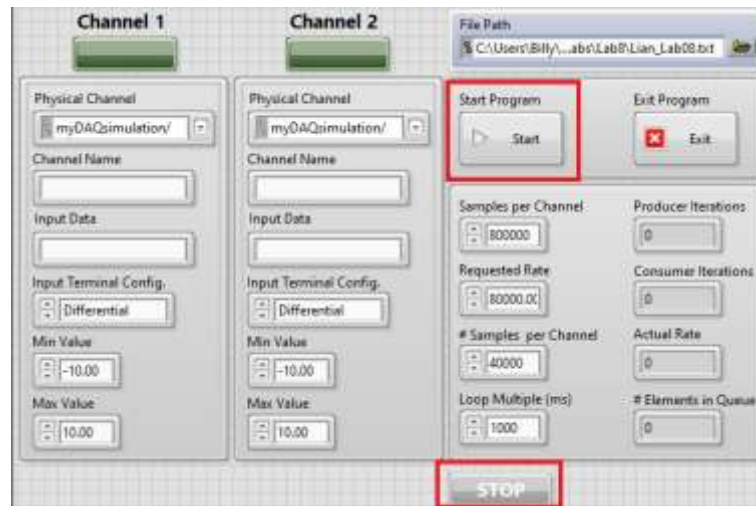 Channel 1
Channel 2
File Path
C:\Users\Billy\...abs\Lab8\Lian_Lab08.txt
Physical Channel
myDAQsimulation/
Channel Name
Input Data
Input Terminal Config.
Differential
Min Value
-10.00
Max Value
10.00
Physical Channel
myDAQsimulation/
Channel Name
Input Data
Input Terminal Config.
Differential
Min Value
-10.00
Max Value
10.00
Start Program
Start
Exit Program
Exit
Samples per Channel
800000
Requested Rate
80000.0(
# Samples per Channel
40000
Loop Multiple (ms)
1000
Producer Iterations
0
Consumer Iterations
0
Actual Rate
0
# Elements in Queue
0
STOP